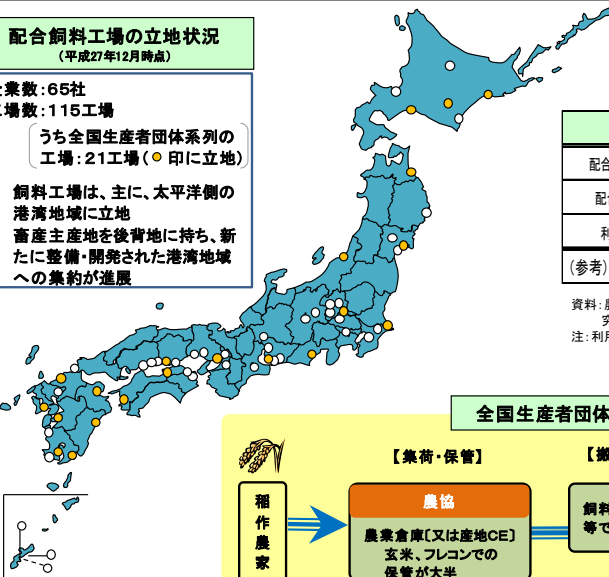 配合飼料工場の立地状況
(平成27年12月時点)
業数：65社
場数：115工場
うち全国生産者団体系列の
工場：21工場(● 印に立地)
飼料工場は、主に、太平洋側の
港湾地域に立地
畜産主産地を後背地に持ち、新
たに整備・開発された港湾地域
への集約が進展
配合
配
利
(参考)
資料：
注：利用
全国生産者団体
【集荷・保管】
【搬
稲作農家
農協
農業倉庫〔又は産地CE〕
玄米、フレコンでの
保管が大半
飼料
等で